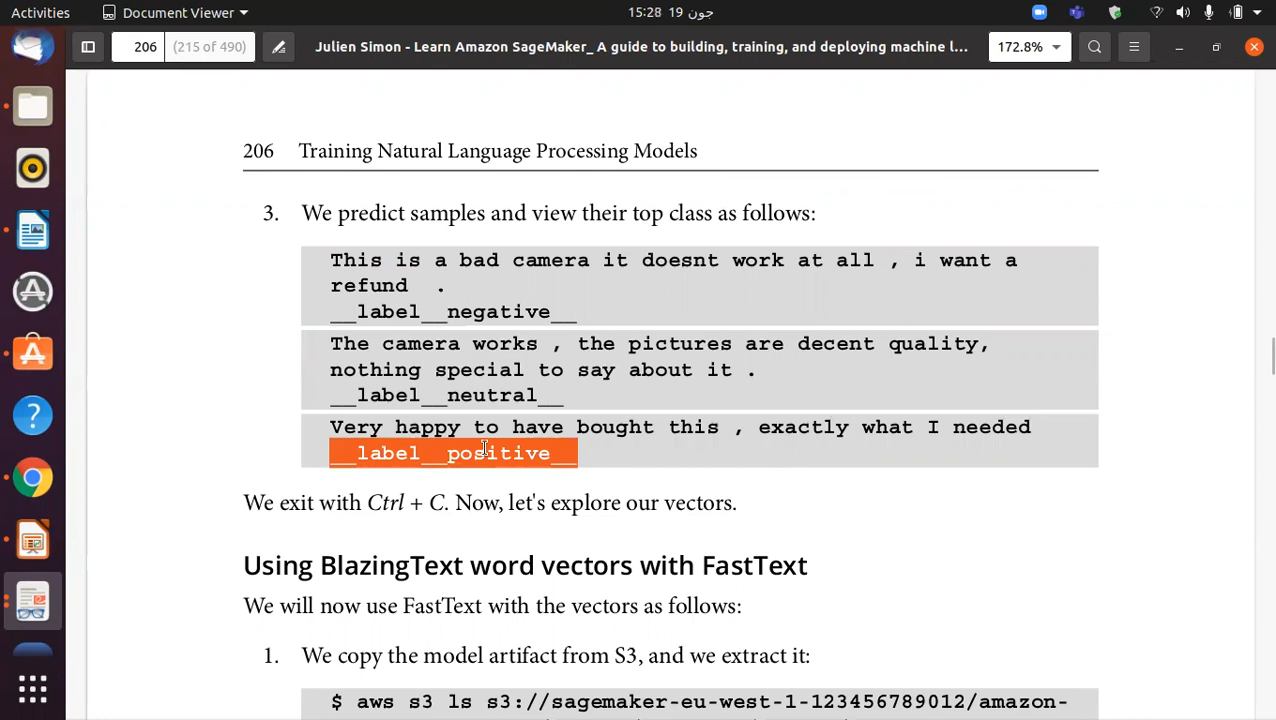 Activities
Document Viewer
15:28 19 جون
206
(215 of 490)
Julien Simon - Learn Amazon SageMaker_ A guide to building, training, and deploying machine l...
172.8%
206 Training Natural Language Processing Models
3. We predict samples and view their top class as follows:
This is a bad camera it doesnt work at all , i want a
refund .
__label__negative__
The camera works , the pictures are decent quality,
nothing special to say about it .
__label__neutral__
Very happy to have bought this , exactly what I needed
__label__positive__
We exit with Ctrl + C. Now, let's explore our vectors.
Using BlazingText word vectors with FastText
We will now use FastText with the vectors as follows:
1. We copy the model artifact from S3, and we extract it:
$ aws s3 ls s3://sagemaker-eu-west-1-123456789012/amazon-